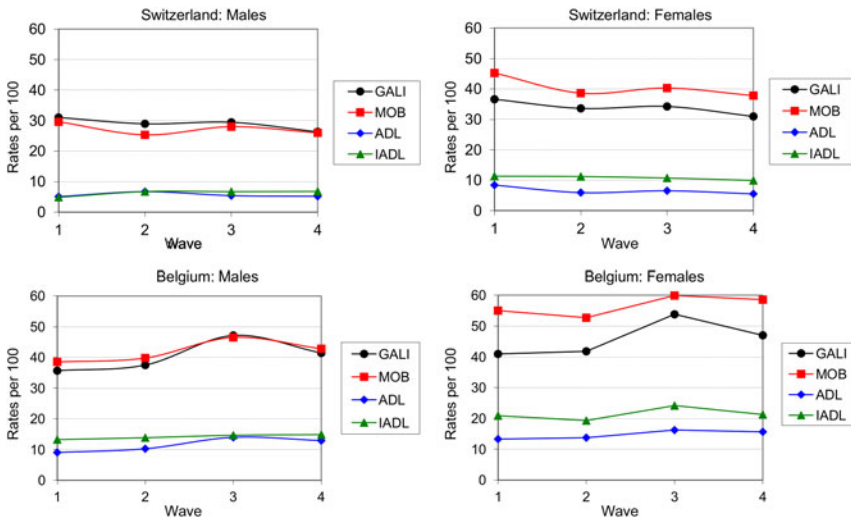 Switzerland: Males
Rates per 100
60
50
40
30
20
10
0
1 2 3 4
Wave
GALI
MOB
ADL
IADL
Switzerland: Females
Rates per 100
60
50
40
30
20
10
0
1 2 3 4
Wave
GALI
MOB
ADL
IADL
Belgium: Males
Rates per 100
60
50
40
30
20
10
0
1 2 3 4
Wave
GALI
MOB
ADL
IADL
Belgium: Females
Rates per 100
60
50
40
30
20
10
0
1 2 3 4
Wave
GALI
MOB
ADL
IADL